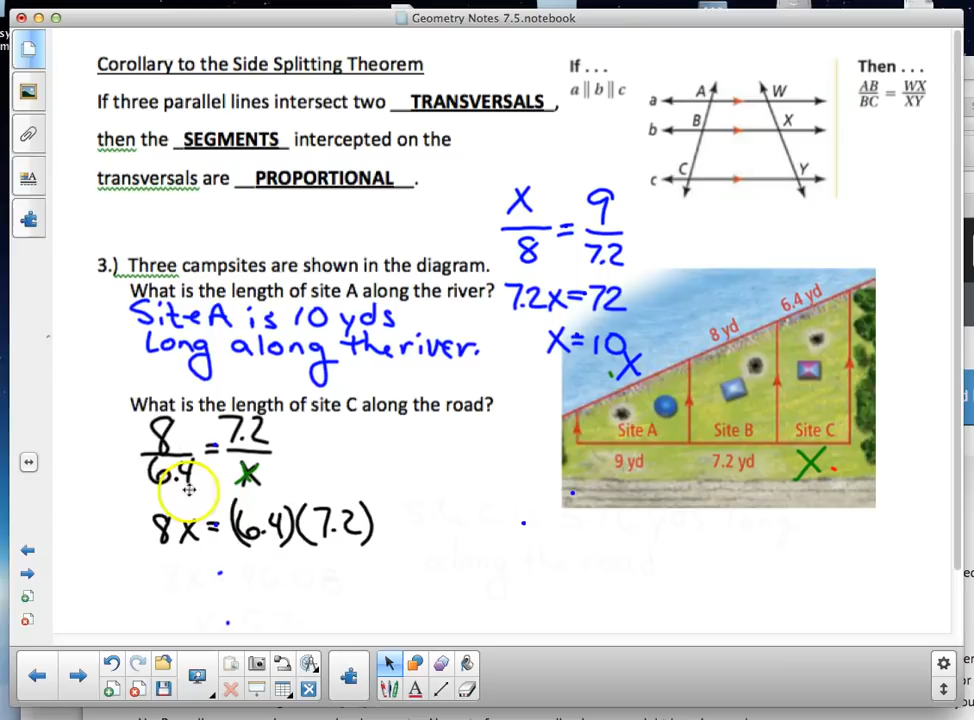 Geometry Notes 7.5.notebook
Corollary to the Side Splitting Theorem
If three parallel lines intersect two TRANSVERSALS,
then the SEGMENTS intercepted on the
transversals are PROPORTIONAL.
If ...
a ∥ b ∥ c
A W
a
b B X
c C Y
Then ...
AB/BC = WX/XY
x/8 = 9/7.2
7.2x=72
x=10
3.) Three campsites are shown in the diagram.
What is the length of site A along the river?
Site A is 10 yds
Long along the river.
What is the length of site C along the road?
8/6.4 = 7.2/x
8x=(6.4)(7.2)
x
8 yd
6.4 yd
Site A Site B Site C
9 yd 7.2 yd X